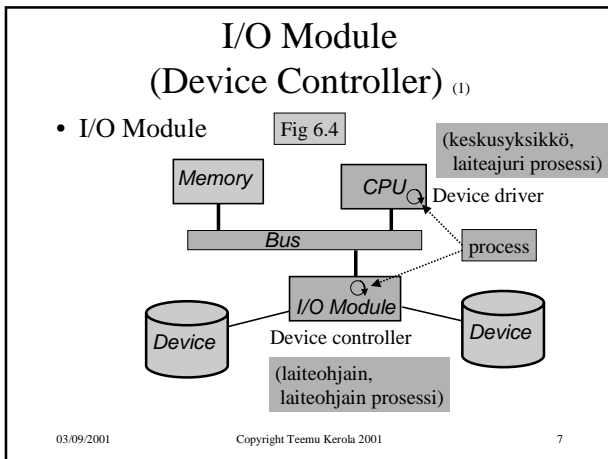 I/O Module
(Device Controller) (1)
• I/O Module
Fig 6.4
(keskusyksikkö,
laiteajuri prosessi)
Memory
CPU
Device driver
Bus
process
I/O Module
Device
Device
Device controller
(laiteohjain,
laiteohjain prosessi)
03/09/2001
Copyright Teemu Kerola 2001
7